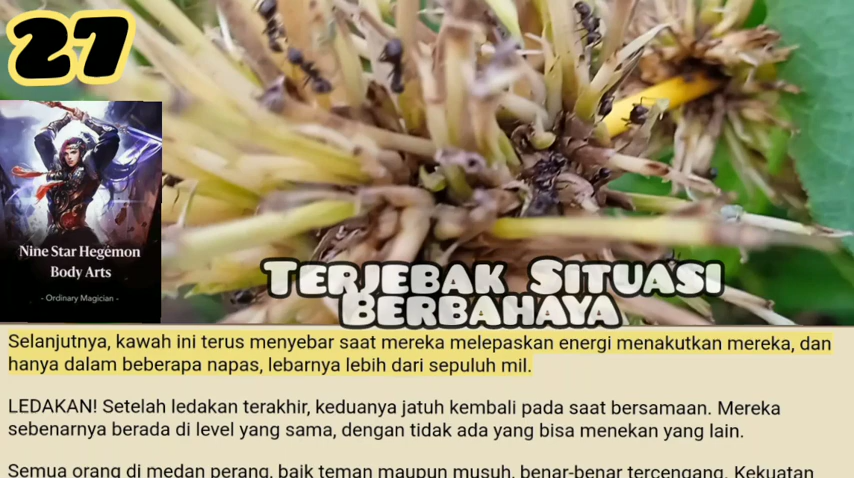 27
Nine Star Hegemon
Body Arts
- Ordinary Magician -
TERJEBAK SITUASI
BERBAHAYA
Selanjutnya, kawah ini terus menyebar saat mereka melepaskan energi menakutkan mereka, dan
hanya dalam beberapa napas, lebarnya lebih dari sepuluh mil.
LEDAKAN! Setelah ledakan terakhir, keduanya jatuh kembali pada saat bersamaan. Mereka
sebenarnya berada di level yang sama, dengan tidak ada yang bisa menekan yang lain.
Semua orang di medan perang, baik teman maupun musuh, benar-benar tercengang. Kekuatan